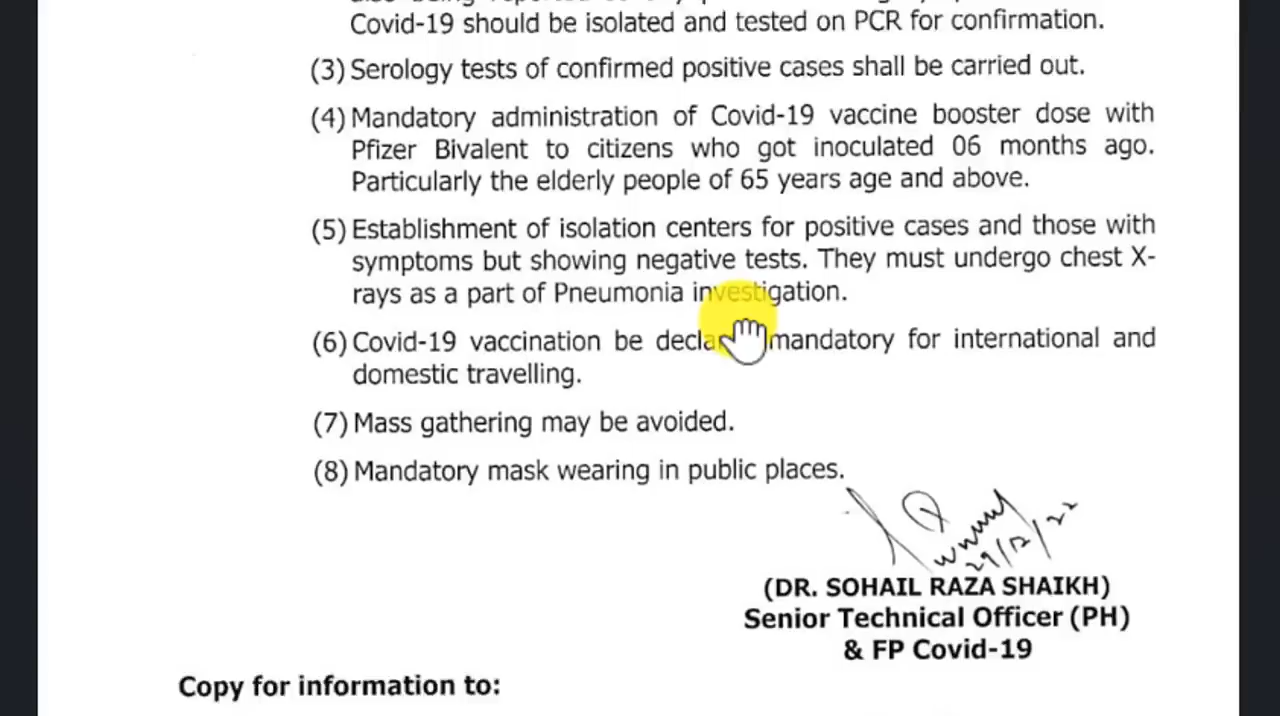 Covid-19 should be isolated and tested on PCR for confirmation.
(3) Serology tests of confirmed positive cases shall be carried out.
(4) Mandatory administration of Covid-19 vaccine booster dose with
Pfizer Bivalent to citizens who got inoculated 06 months ago.
Particularly the elderly people of 65 years age and above.
(5) Establishment of isolation centers for positive cases and those with
symptoms but showing negative tests. They must undergo chest X-
rays as a part of Pneumonia investigation.
(6) Covid-19 vaccination be mandatory for international and
domestic travelling.
(7) Mass gathering may be avoided.
(8) Mandatory mask wearing in public places.
29/12/22
(DR. SOHAIL RAZA SHAIKH)
Senior Technical Officer (PH)
& FP Covid-19
Copy for information to: